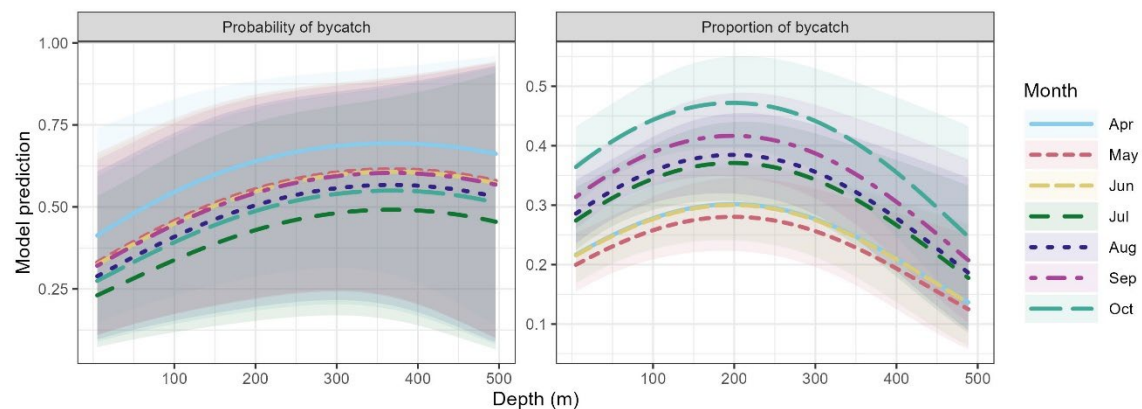 Probability of bycatch
Proportion of bycatch
Model prediction
1.00
0.75
0.50
0.25
100 200 300 400 500
0.5
0.4
0.3
0.2
0.1
100 200 300 400 500
Depth (m)
Month
Apr
May
Jun
Jul
Aug
Sep
Oct